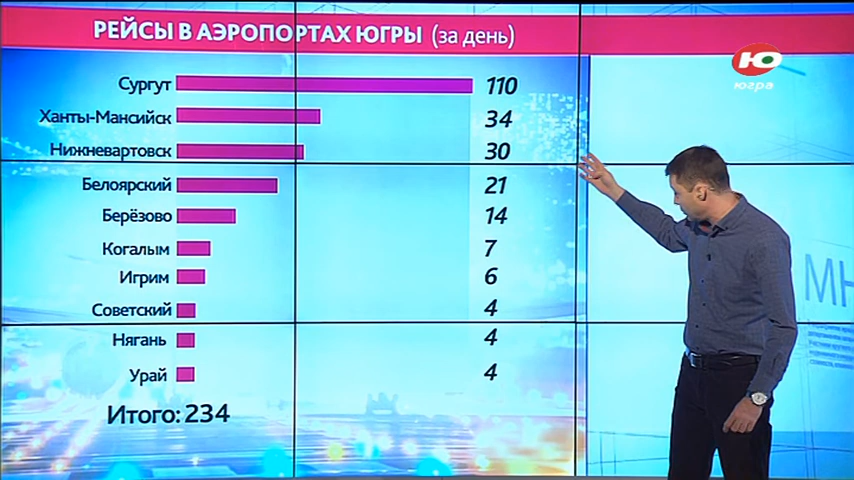 РЕЙСЫ В АЭРОПОРТАХ ЮГРЫ (за день)
Ю
югра
Сургут 110
Ханты-Мансийск 34
Нижневартовск 30
Белоярский 21
Берёзово 14
Когалым 7
Игрим 6
Советский 4
Нягань 4
Урай 4
Итого: 234
МН